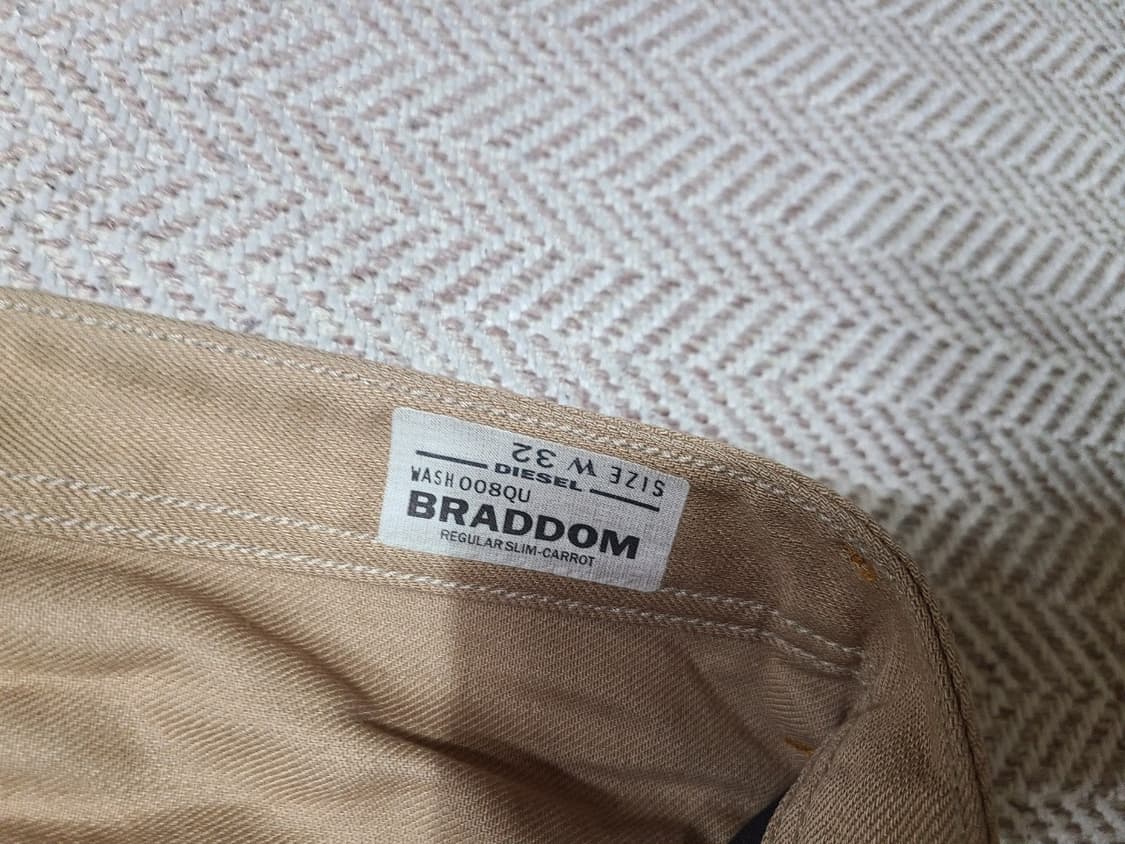 SIZE W 32
DIESEL
WASH 008QU
BRADDOM
REGULAR SLIM-CARROT